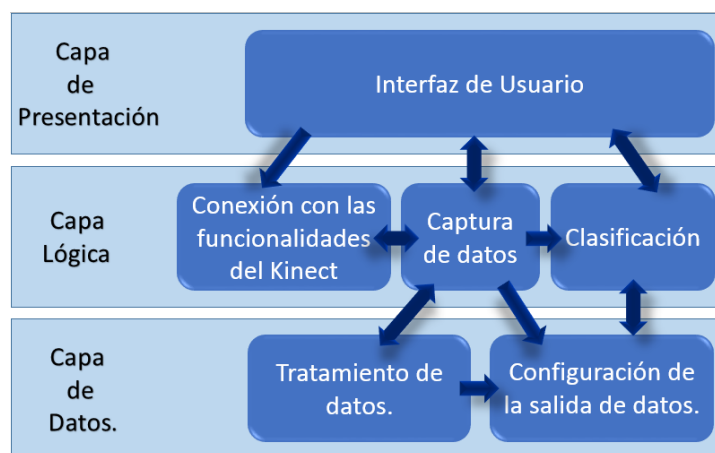 Capa
de
Presentación
Interfaz de Usuario
Capa
Lógica
Conexión con las
funcionalidades
del Kinect
Captura
de datos
Clasificación
Capa
de
Datos.
Tratamiento de
datos.
Configuración de
la salida de datos.